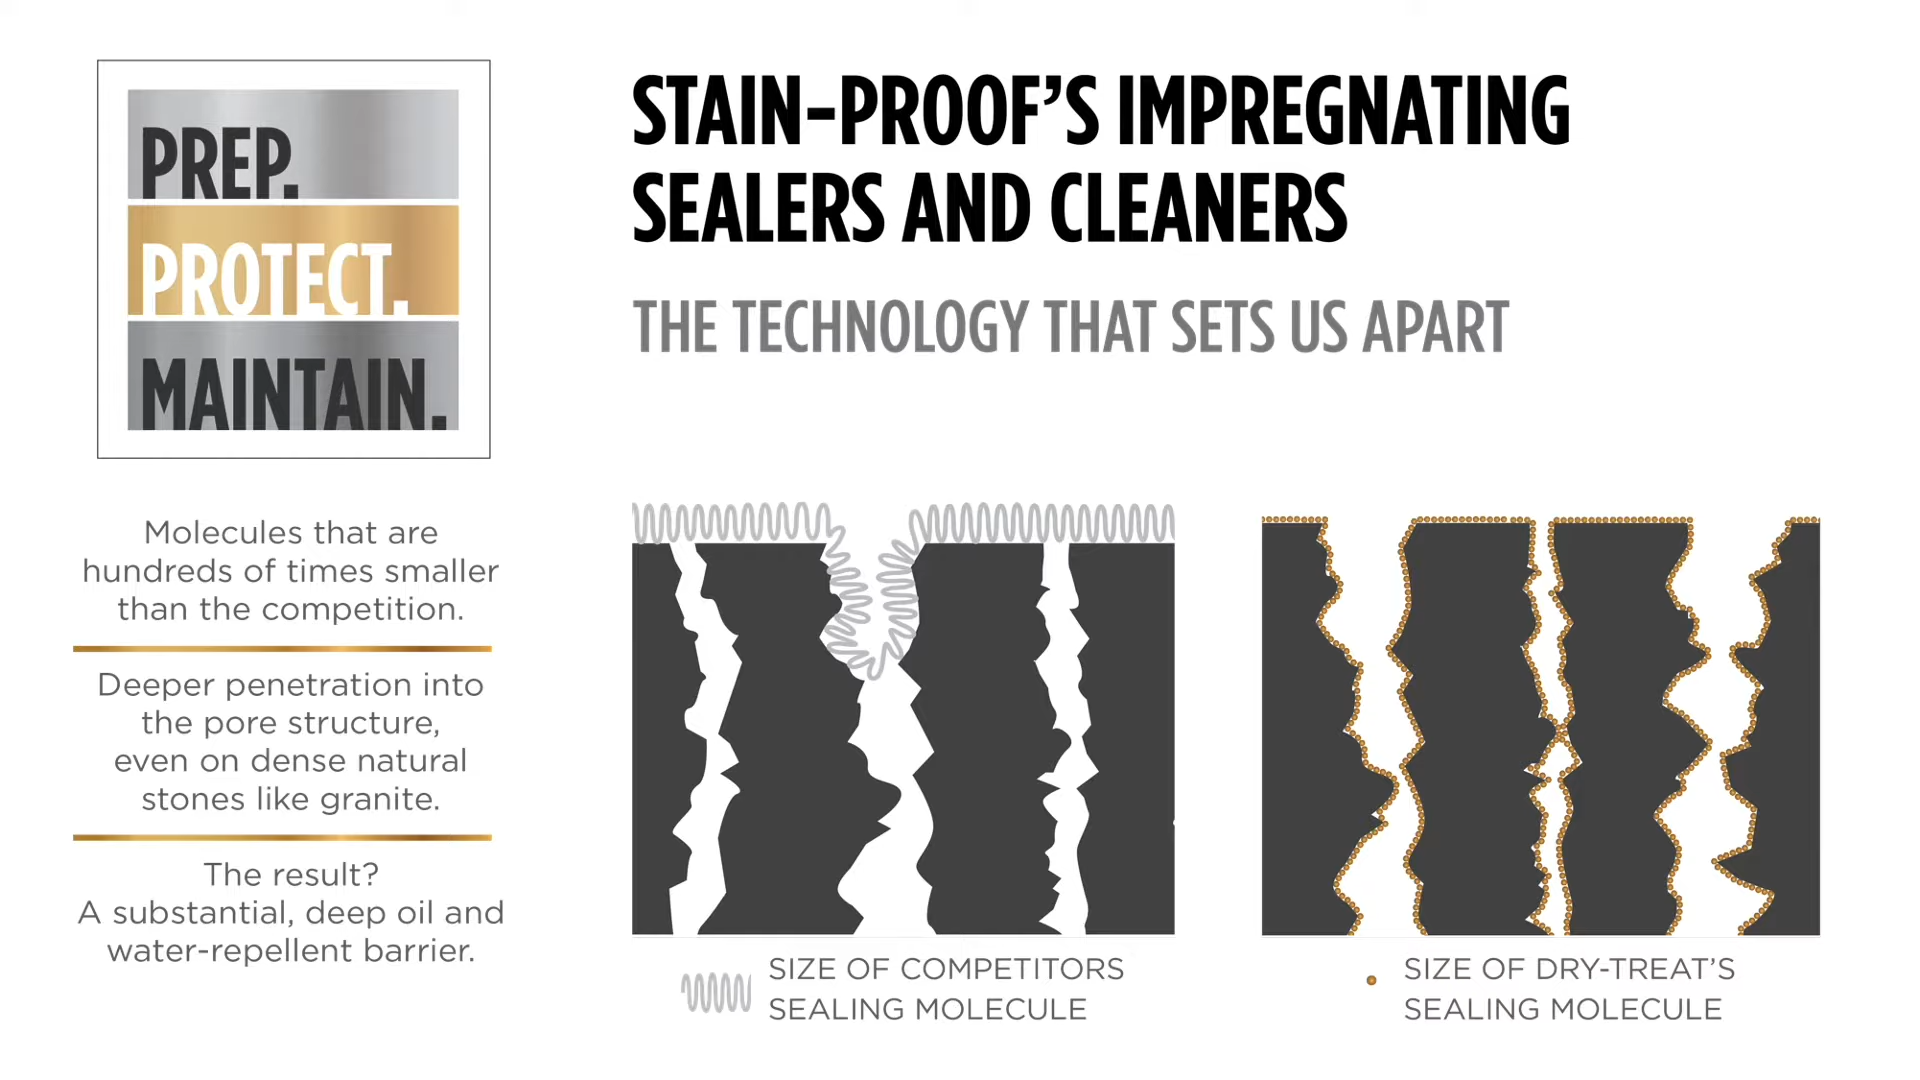 PREP.
PROTECT.
MAINTAIN.
STAIN-PROOF’S IMPREGNATING
SEALERS AND CLEANERS
THE TECHNOLOGY THAT SETS US APART
Molecules that are
hundreds of times smaller
than the competition.
Deeper penetration into
the pore structure,
even on dense natural
stones like granite.
The result?
A substantial, deep oil and
water-repellent barrier.
SIZE OF COMPETITORS
SEALING MOLECULE
SIZE OF DRY-TREAT’S
SEALING MOLECULE